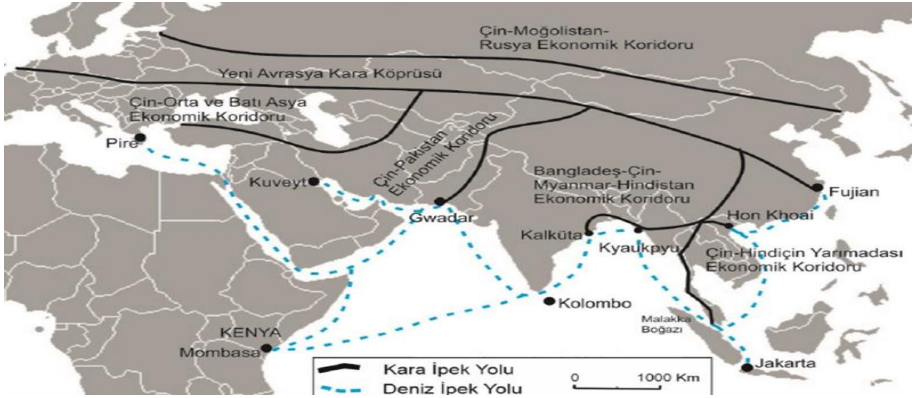 Çin-Moğolistan-
Rusya Ekonomik Koridoru
Yeni Avrasya Kara Köprüsü
Çin-Orta ve Batı Asya
Ekonomik Koridoru
Pire
Kuveyt
Çin-Pakistan
Ekonomik Koridoru
Gwadar
Bangladeş-Çin-
Myanmar-Hindistan
Ekonomik Koridoru
Fujian
Hon Khoai
Kalküta
Kyaukpyu
Çin-Hindiçin Yarımadası
Ekonomik Koridoru
Kolombo
Malakka
Boğazı
KENYA
Mombasa
Jakarta
Kara İpek Yolu
Deniz İpek Yolu
0 1000 Km